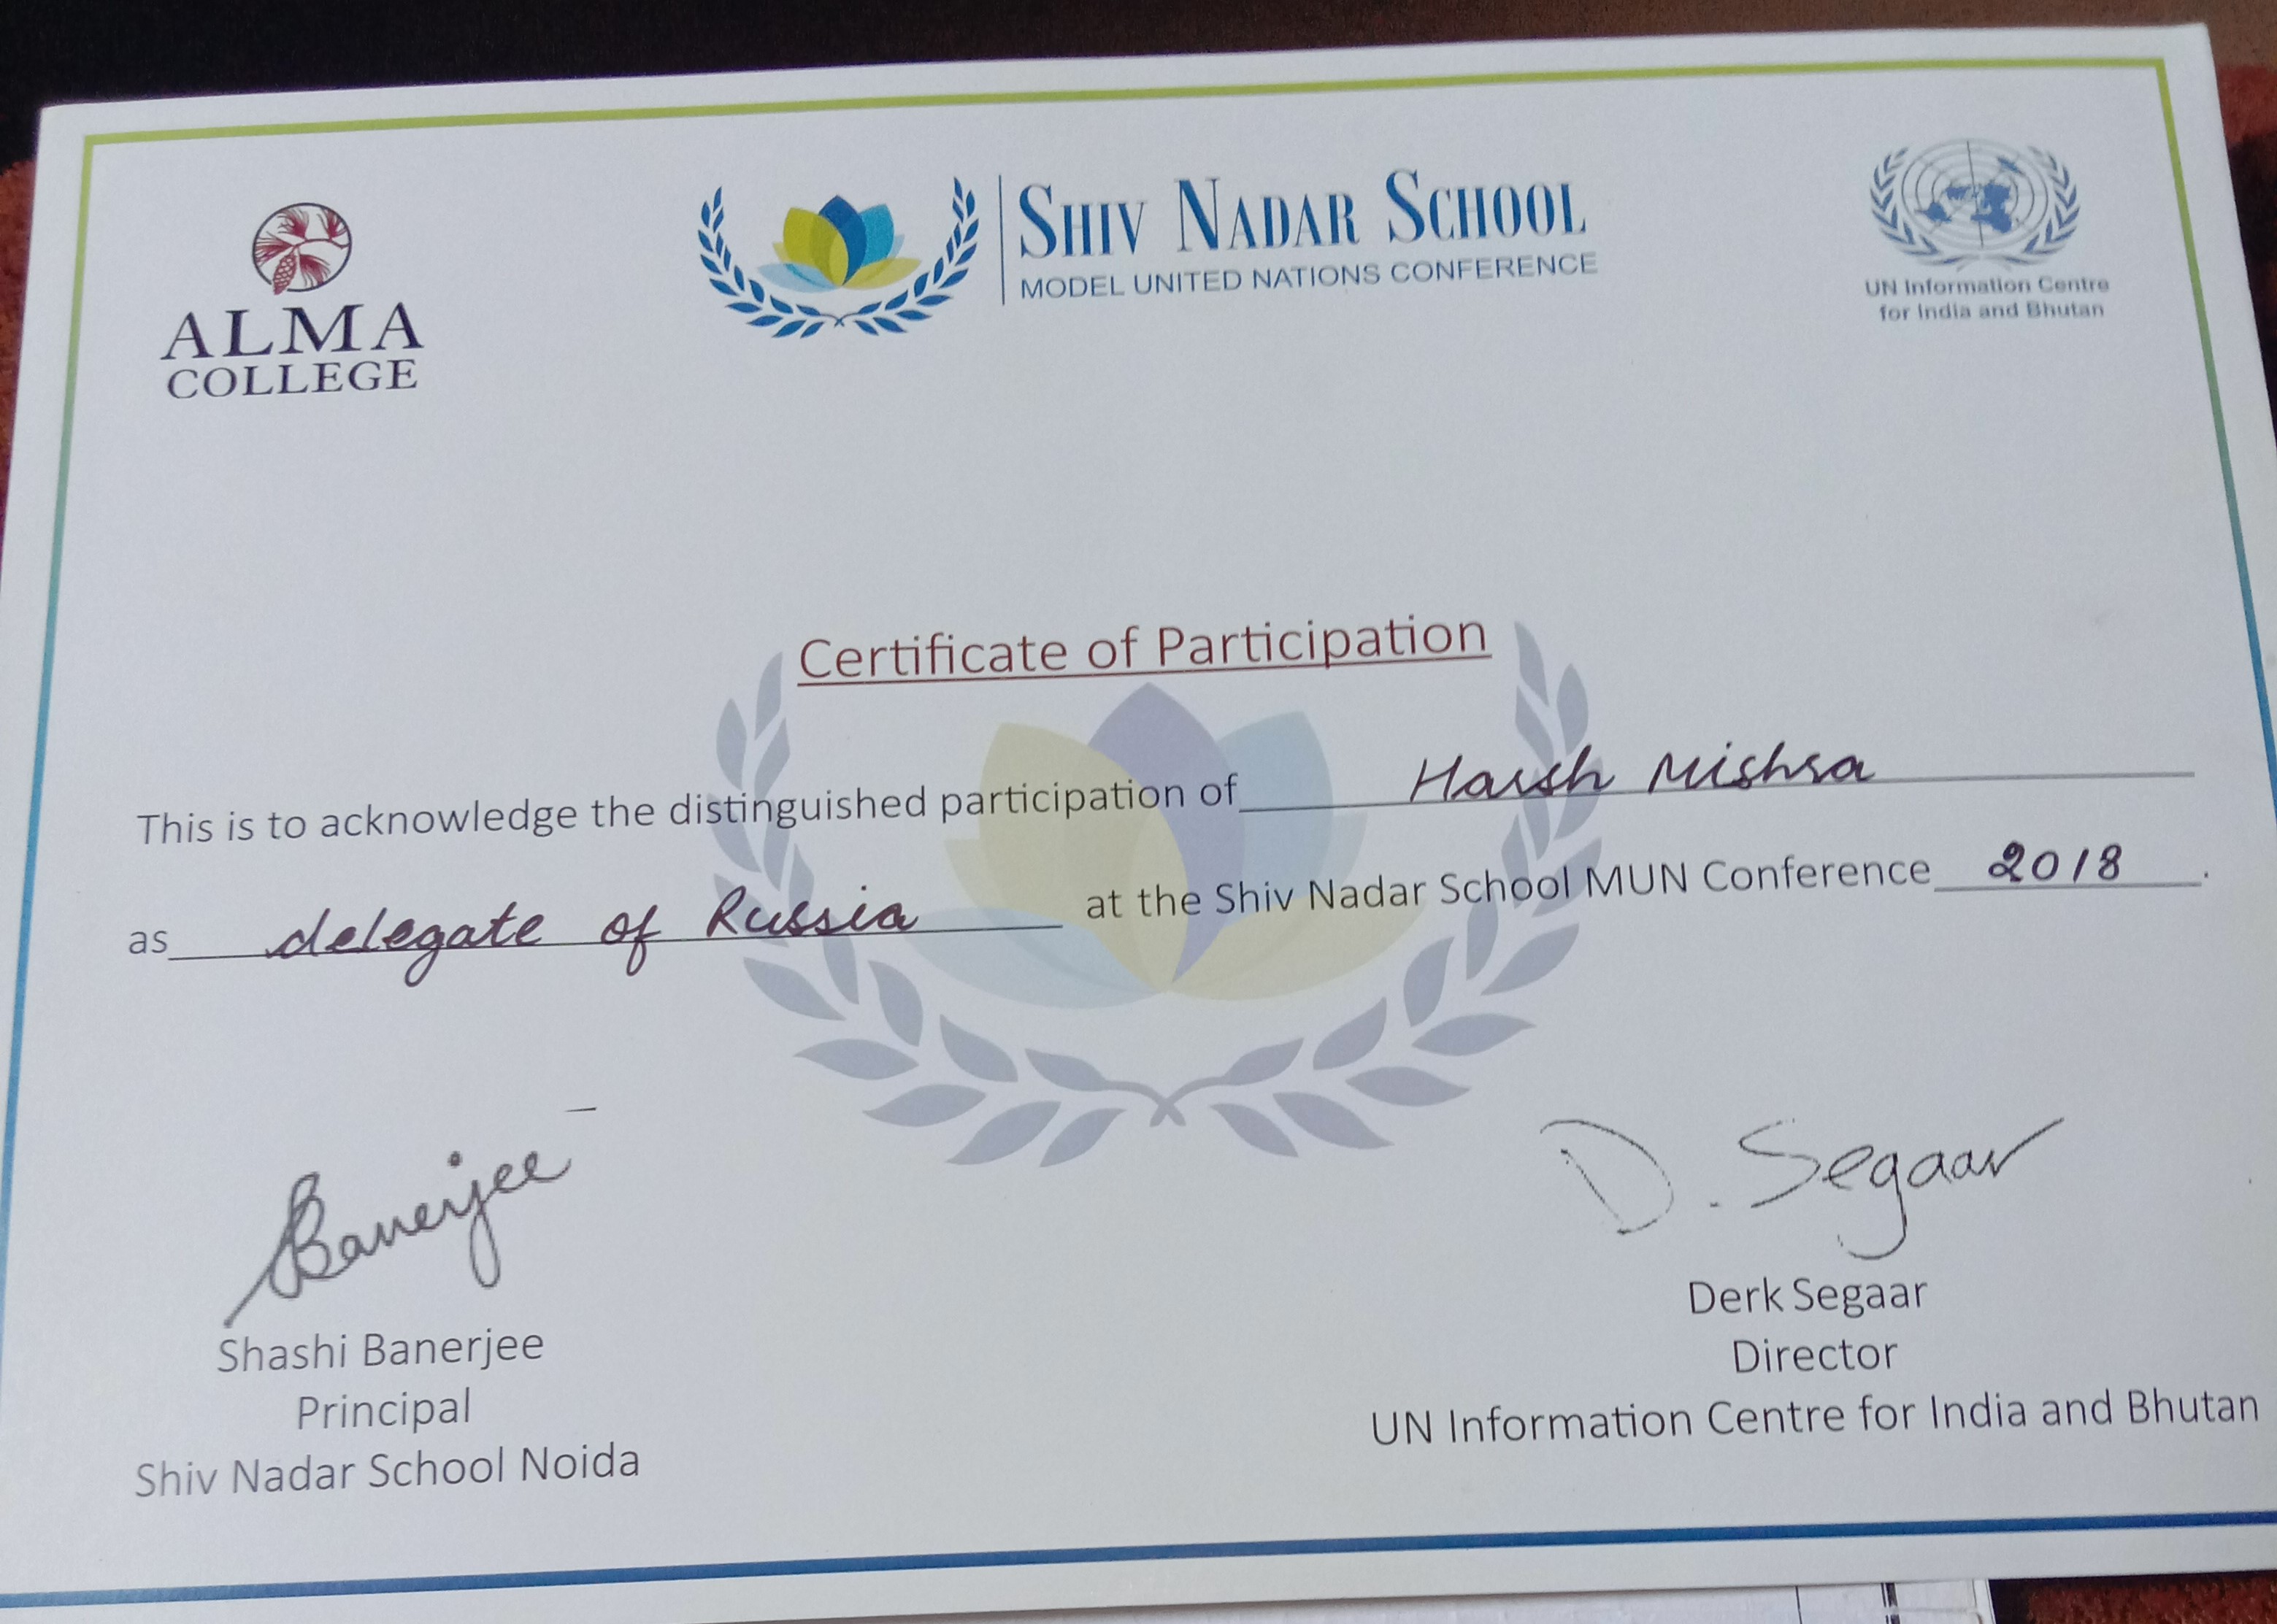 ALMA
COLLEGE
SHIV NADAR SCHOOL
MODEL UNITED NATIONS CONFERENCE
UN Information Centre
for India and Bhutan
Certificate of Participation
This is to acknowledge the distinguished participation of Harsh Mishra
as delegate of Russia at the Shiv Nadar School MUN Conference 2018.
SBanerjee
Shashi Banerjee
Principal
Shiv Nadar School Noida
D. Segaar
Derk Segaar
Director
UN Information Centre for India and Bhutan